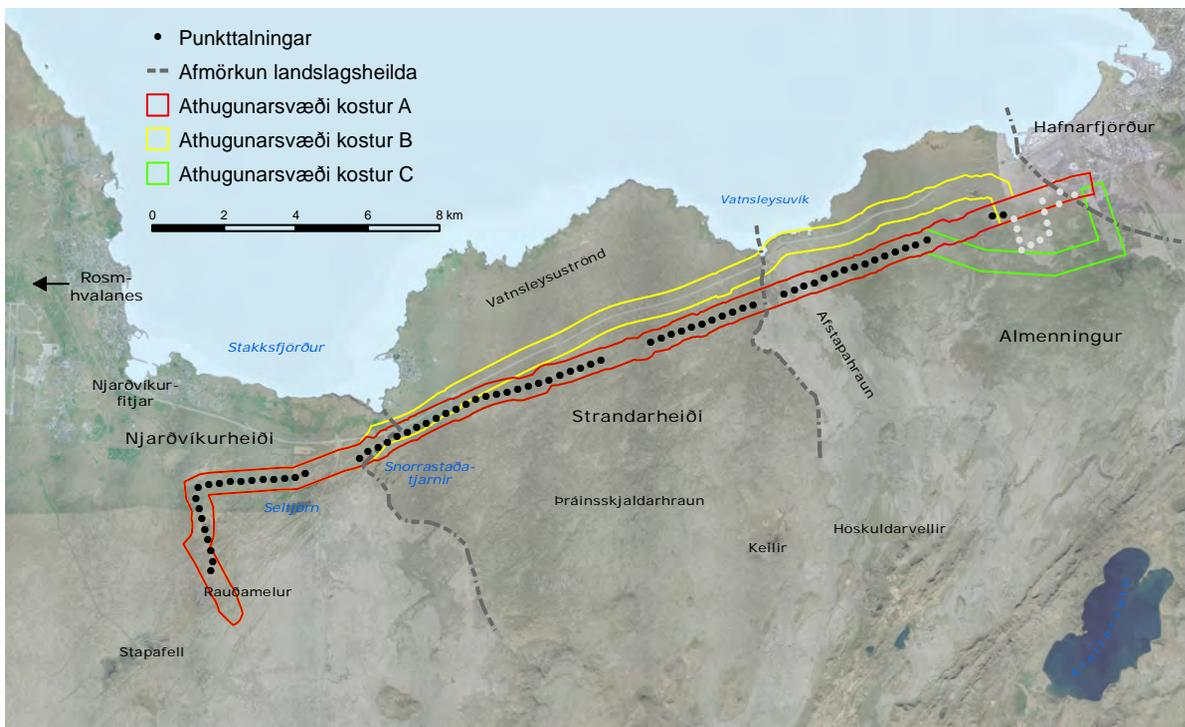 Punkttalningar
Afmörkun landslagsheilda
Athugunarsvæði kostur A
Athugunarsvæði kostur B
Athugunarsvæði kostur C
0 2 4 6 8 km
Hafnarfjörður
Vatnsleysuvík
Rosm-
hvalanes
Vatnsleysuströnd
Stakksfjörður
Afstapahraun
Almenningur
Njarðvíkur-
fitjar
Strandarheiði
Njarðvíkurheiði
Snorrastaða-
tjarnir
Seltjörn
Þráinsskjaldarhraun
Höskuldarvellir
Keilir
Rauðamelur
Stapafell